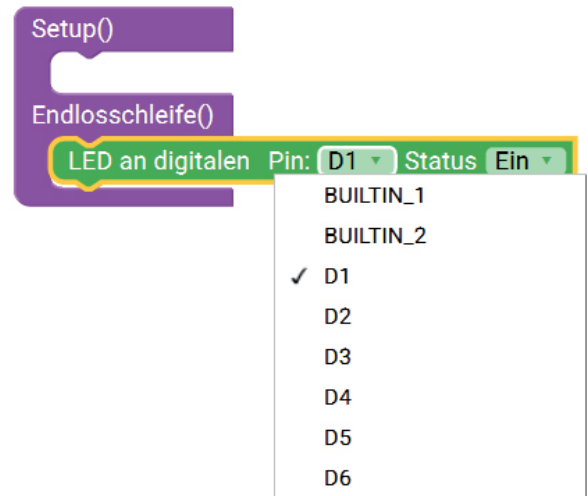 Setup()
Endlosschleife()
LED an digitalen Pin: D1 Status Ein
BUILTIN_1
BUILTIN_2
✓ D1
D2
D3
D4
D5
D6